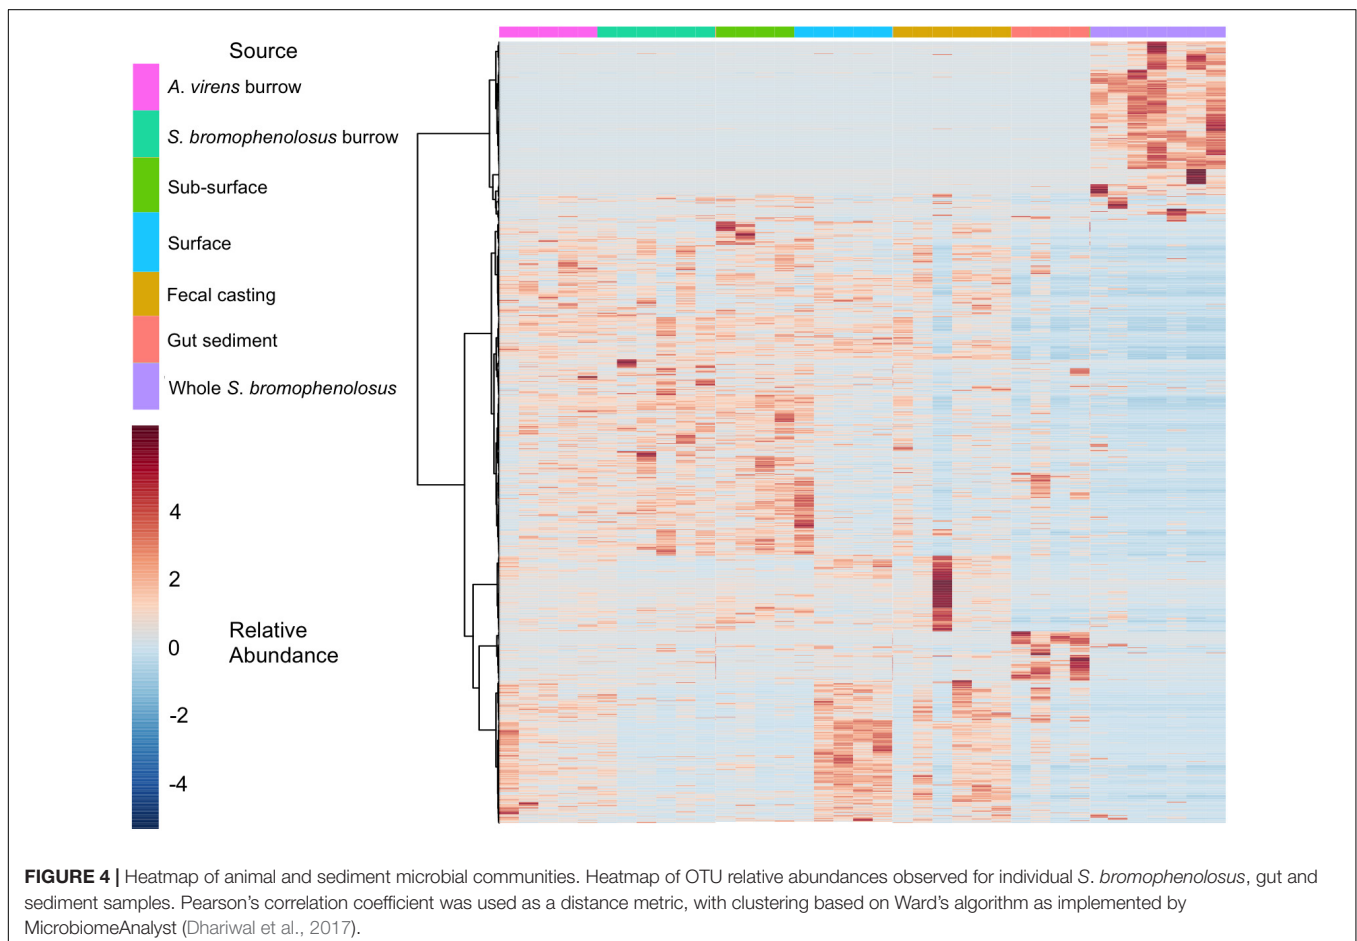 Source
A. virens burrow
S. bromophenolosus burrow
Sub-surface
Surface
Fecal casting
Gut sediment
Whole S. bromophenolosus
4
2
0
-2
-4
Relative
Abundance
FIGURE 4 | Heatmap of animal and sediment microbial communities. Heatmap of OTU relative abundances observed for individual S. bromophenolosus, gut and
sediment samples. Pearson's correlation coefficient was used as a distance metric, with clustering based on Ward's algorithm as implemented by
MicrobiomeAnalyst (Dhariwal et al., 2017).